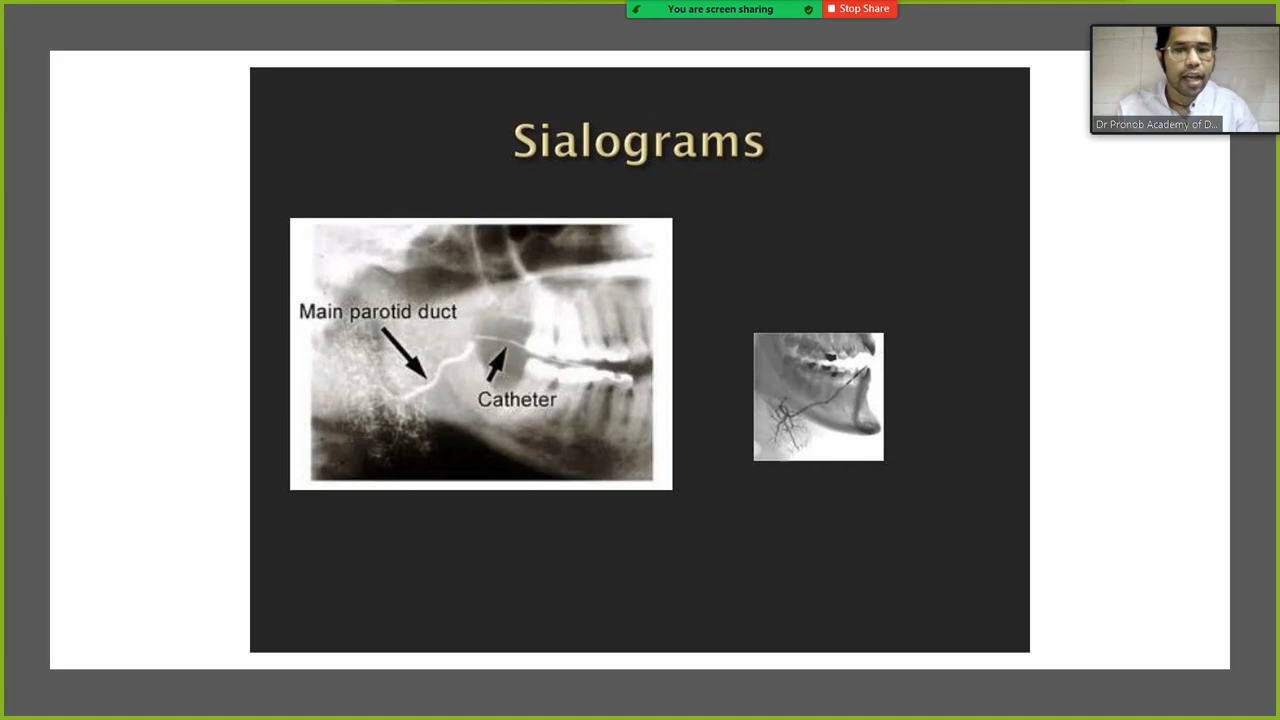 You are screen sharing
Stop Share
Dr Pronob Academy of D...
Sialograms
Main parotid duct
Catheter